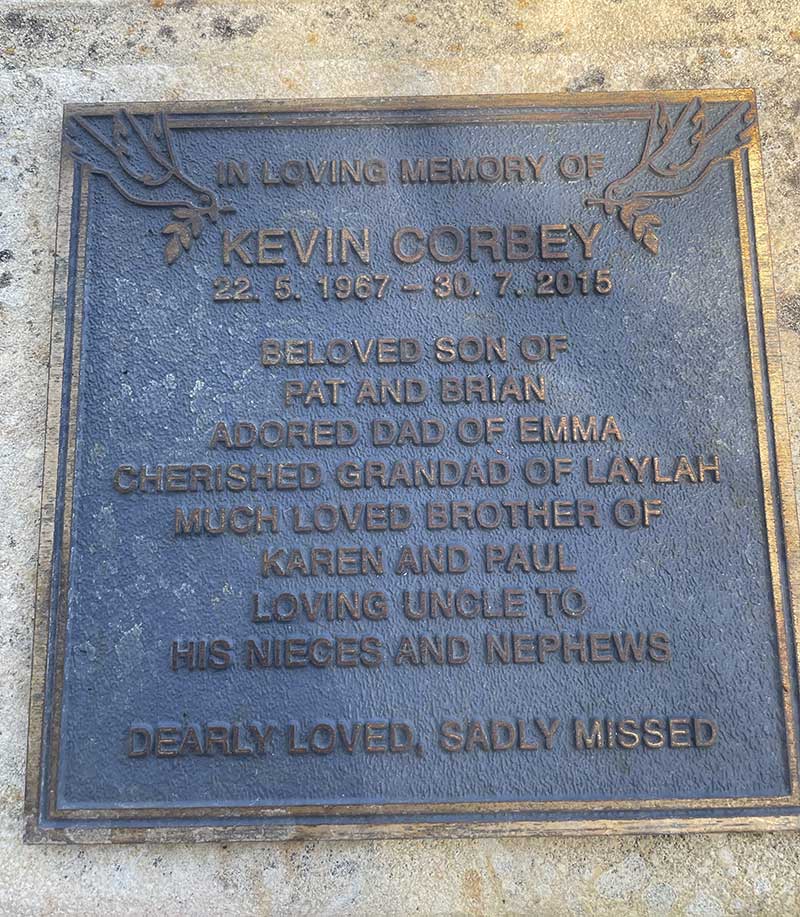 IN LOVING MEMORY OF
KEVIN CORBEY
22. 5. 1967 – 30. 7. 2015
BELOVED SON OF
PAT AND BRIAN
ADORED DAD OF EMMA
CHERISHED GRANDAD OF LAYLAH
MUCH LOVED BROTHER OF
KAREN AND PAUL
LOVING UNCLE TO
HIS NIECES AND NEPHEWS
DEARLY LOVED, SADLY MISSED